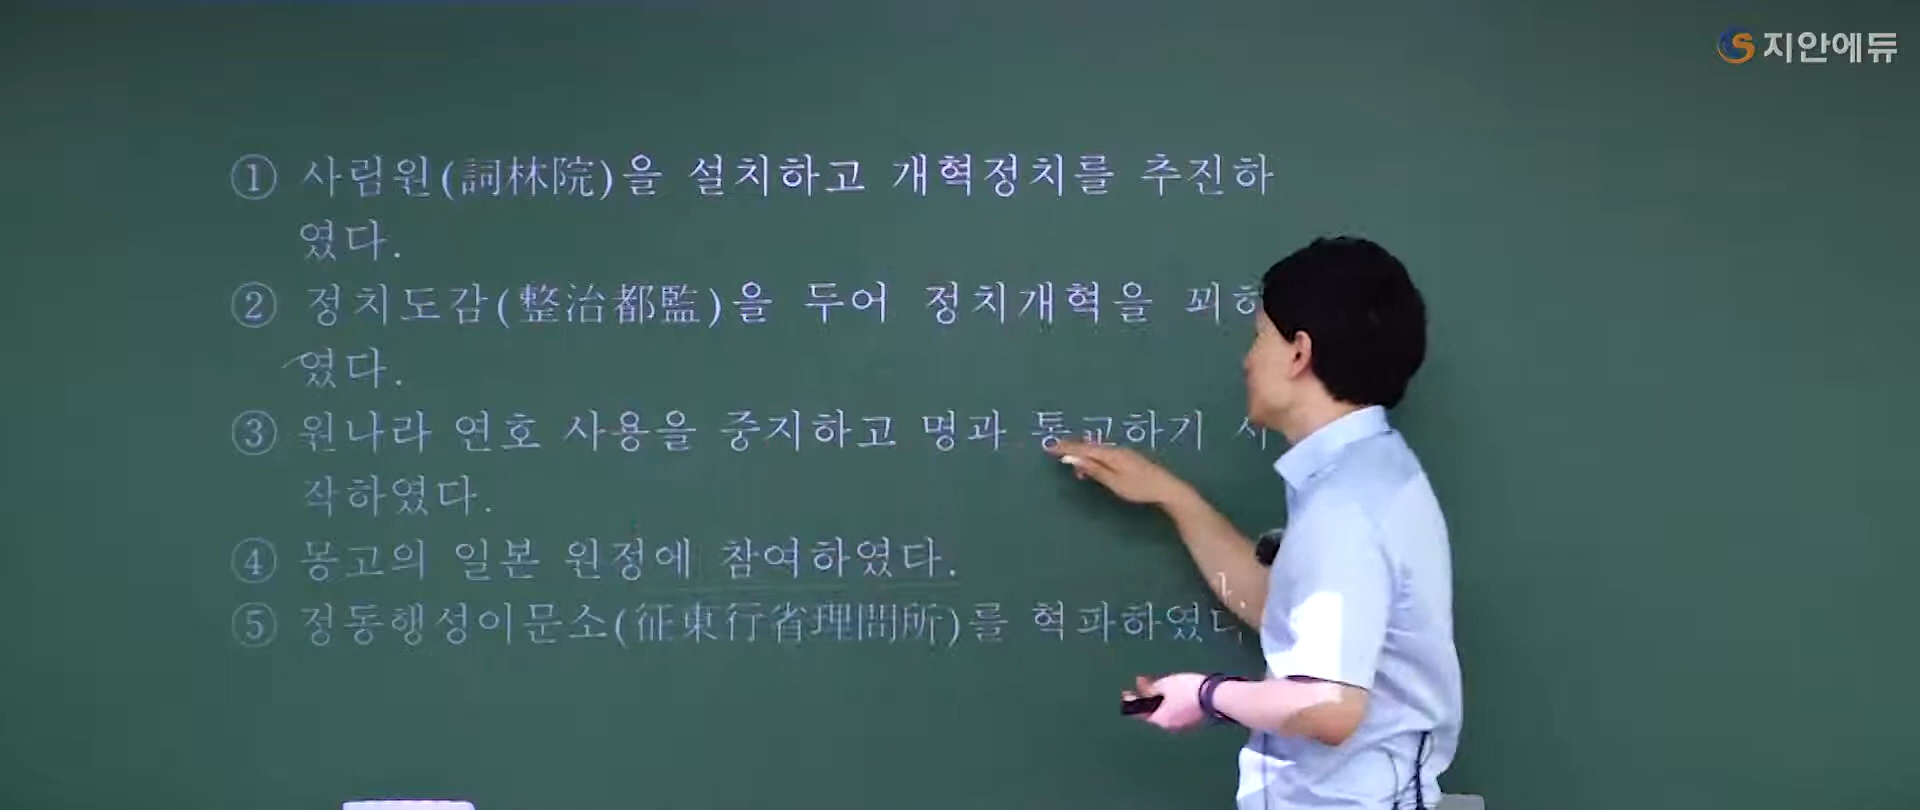 지안에듀
① 사림원(詞林院)을 설치하고 개혁정치를 추진하
였다.
② 정치도감(整治都監)을 두어 정치개혁을 꾀하
였다.
③ 원나라 연호 사용을 중지하고 명과 통교하기
작하였다.
④ 몽고의 일본 원정에 참여하였다.
⑤ 정동행성이문소(征東行省理問所)를 혁파하였다